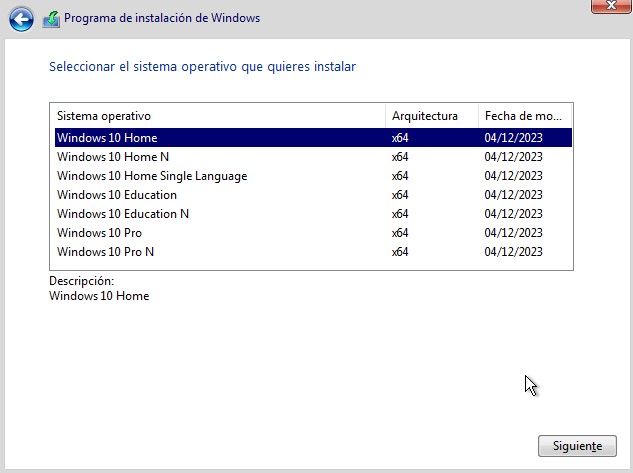 Programa de instalación de Windows
Seleccionar el sistema operativo que quieres instalar
Sistema operativo Arquitectura Fecha de mo...
Windows 10 Home x64 04/12/2023
Windows 10 Home N x64 04/12/2023
Windows 10 Home Single Language x64 04/12/2023
Windows 10 Education x64 04/12/2023
Windows 10 Education N x64 04/12/2023
Windows 10 Pro x64 04/12/2023
Windows 10 Pro N x64 04/12/2023
Descripción:
Windows 10 Home
Siguiente